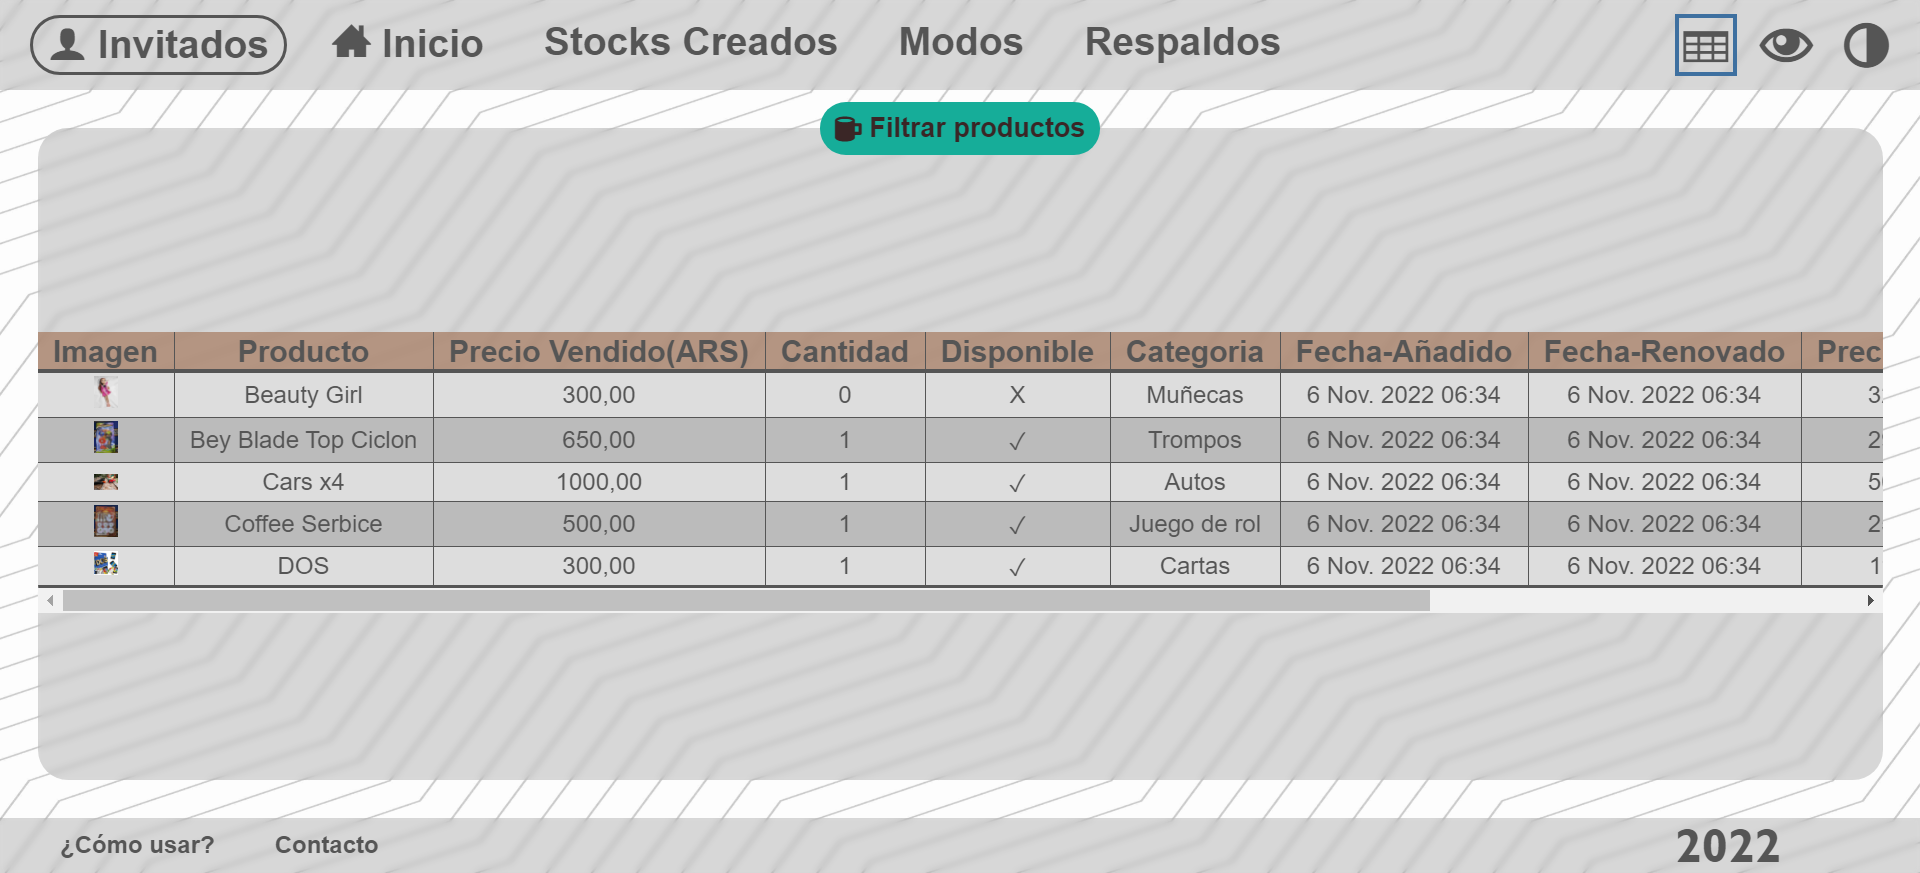 Invitados Inicio Stocks Creados Modos Respaldos
Filtrar productos
Imagen Producto Precio Vendido(ARS) Cantidad Disponible Categoria Fecha-Añadido Fecha-Renovado Prec
Beauty Girl 300,00 0 X Muñecas 6 Nov. 2022 06:34 6 Nov. 2022 06:34
Bey Blade Top Ciclon 650,00 1 ✓ Trompos 6 Nov. 2022 06:34 6 Nov. 2022 06:34
Cars x4 1000,00 1 ✓ Autos 6 Nov. 2022 06:34 6 Nov. 2022 06:34
Coffee Serbice 500,00 1 ✓ Juego de rol 6 Nov. 2022 06:34 6 Nov. 2022 06:34
DOS 300,00 1 ✓ Cartas 6 Nov. 2022 06:34 6 Nov. 2022 06:34
¿Cómo usar? Contacto 2022